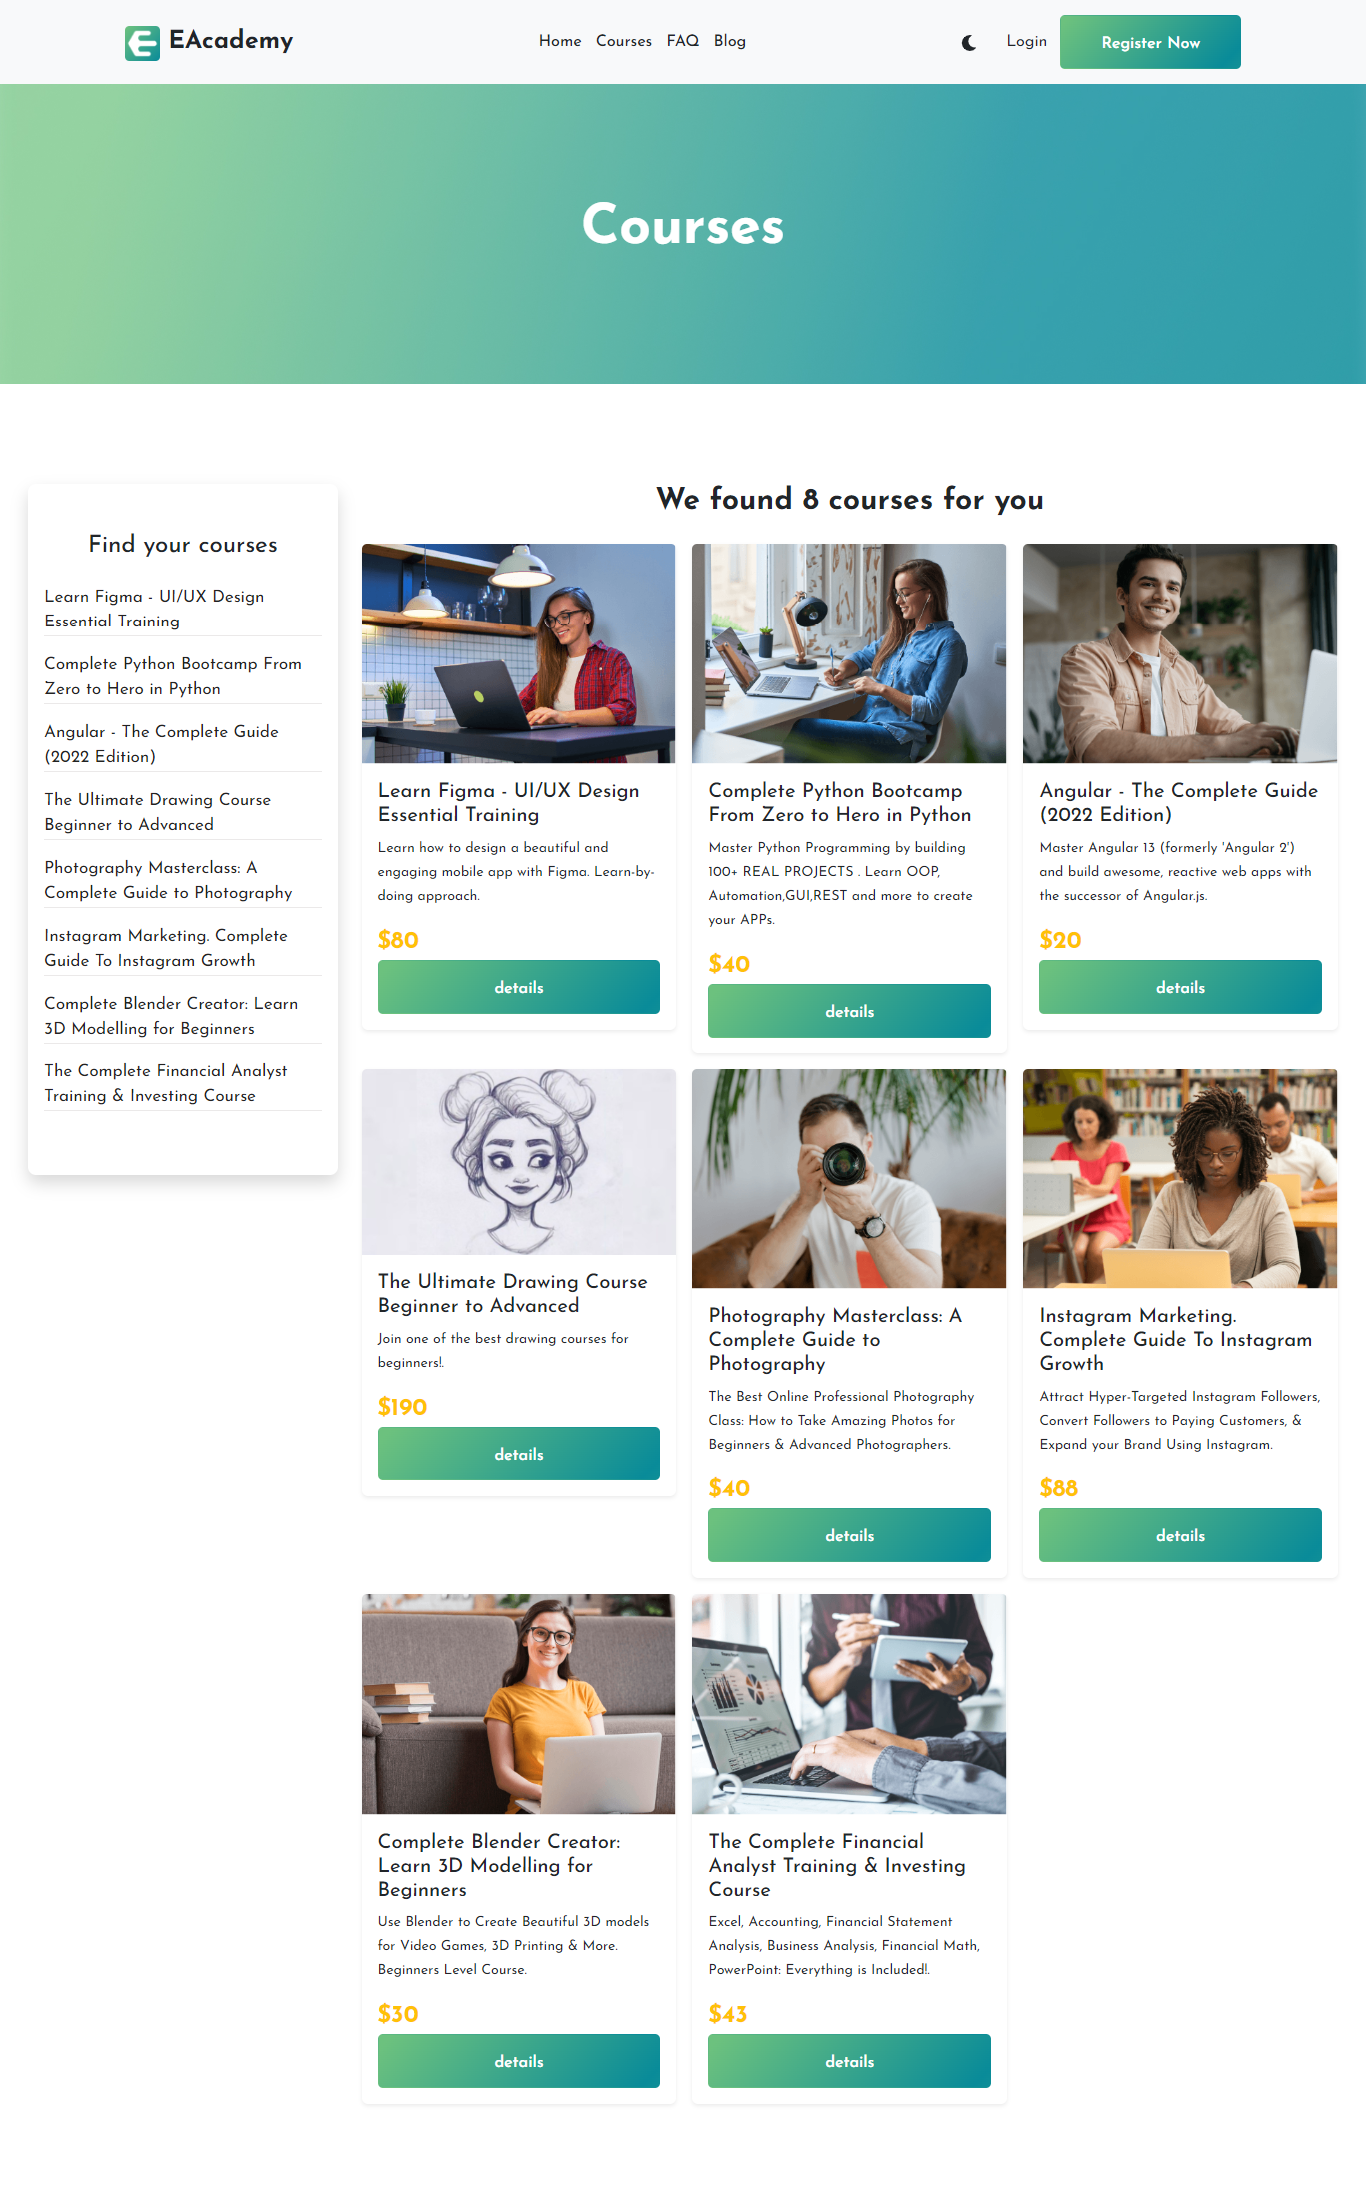 EAcademy
Home Courses FAQ Blog
Login
Register Now
Courses
Find your courses
Learn Figma - UI/UX Design
Essential Training
Complete Python Bootcamp From
Zero to Hero in Python
Angular - The Complete Guide
(2022 Edition)
The Ultimate Drawing Course
Beginner to Advanced
Photography Masterclass: A
Complete Guide to Photography
Instagram Marketing. Complete
Guide To Instagram Growth
Complete Blender Creator: Learn
3D Modelling for Beginners
The Complete Financial Analyst
Training & Investing Course
We found 8 courses for you
Learn Figma - UI/UX Design
Essential Training
Learn how to design a beautiful and
engaging mobile app with Figma. Learn-by-
doing approach.
$80
details
Complete Python Bootcamp
From Zero to Hero in Python
Master Python Programming by building
100+ REAL PROJECTS . Learn OOP,
Automation,GUI,REST and more to create
your APPs.
$40
details
Angular - The Complete Guide
(2022 Edition)
Master Angular 13 (formerly 'Angular 2')
and build awesome, reactive web apps with
the successor of Angular.js.
$20
details
The Ultimate Drawing Course
Beginner to Advanced
Join one of the best drawing courses for
beginners!.
$190
details
Photography Masterclass: A
Complete Guide to
Photography
The Best Online Professional Photography
Class: How to Take Amazing Photos for
Beginners & Advanced Photographers.
$40
details
Instagram Marketing.
Complete Guide To Instagram
Growth
Attract Hyper-Targeted Instagram Followers,
Convert Followers to Paying Customers, &
Expand your Brand Using Instagram.
$88
details
Complete Blender Creator:
Learn 3D Modelling for
Beginners
Use Blender to Create Beautiful 3D models
for Video Games, 3D Printing & More.
Beginners Level Course.
$30
details
The Complete Financial
Analyst Training & Investing
Course
Excel, Accounting, Financial Statement
Analysis, Business Analysis, Financial Math,
PowerPoint: Everything is Included!.
$43
details